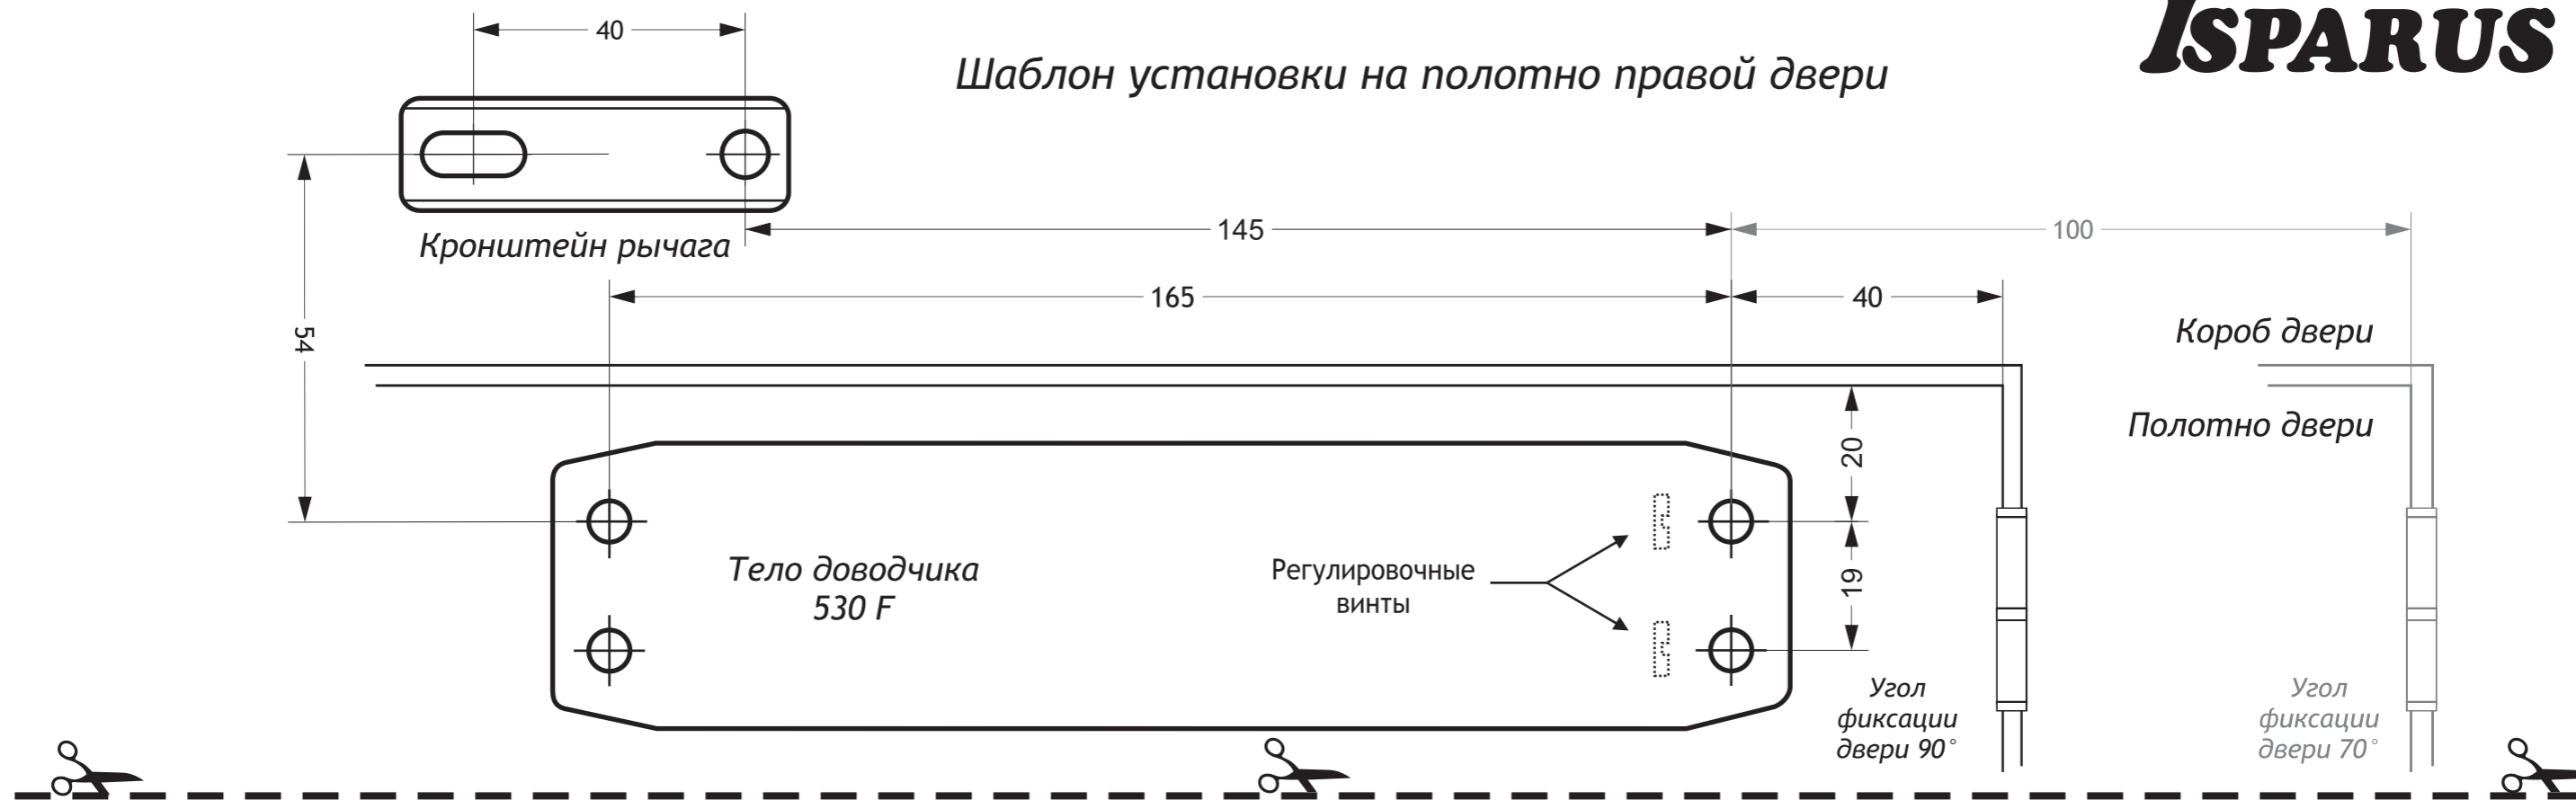 ISPARUS
40
Шаблон установки на полотно правой двери
Кронштейн рычага
145
100
165
40
54
Короб двери
Полотно двери
20
Тело доводчика
530 F
Регулировочные
винты
19
Угол
фиксации
двери 90°
Угол
фиксации
двери 70°